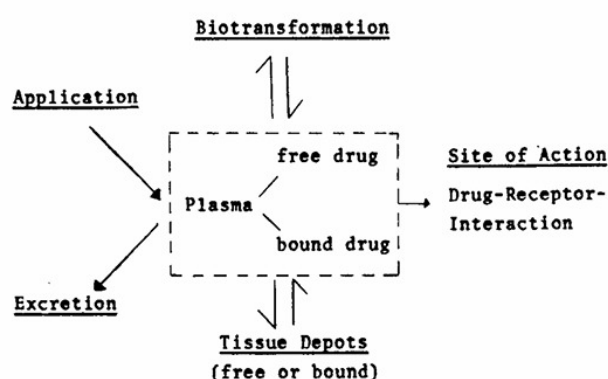 Biotransformation
Application
free drug
Plasma
bound drug
Site of Action
Drug-Receptor-
Interaction
Excretion
Tissue Depots
(free or bound)